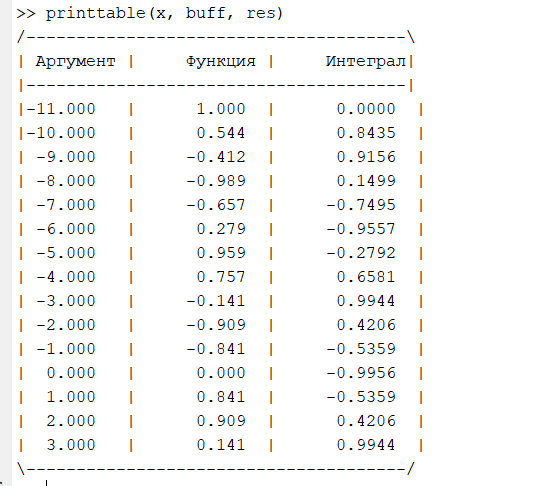 >> printtable(x, buff, res)
/--------------------------------------\
| Аргумент |     Функция |     Интеграл|
|--------------------------------------|
|-11.000   |      1.000  |      0.0000  |
|-10.000   |      0.544  |      0.8435  |
| -9.000   |     -0.412  |      0.9156  |
| -8.000   |     -0.989  |      0.1499  |
| -7.000   |     -0.657  |     -0.7495  |
| -6.000   |      0.279  |     -0.9557  |
| -5.000   |      0.959  |     -0.2792  |
| -4.000   |      0.757  |      0.6581  |
| -3.000   |     -0.141  |      0.9944  |
| -2.000   |     -0.909  |      0.4206  |
| -1.000   |     -0.841  |     -0.5359  |
|  0.000   |      0.000  |     -0.9956  |
|  1.000   |      0.841  |     -0.5359  |
|  2.000   |      0.909  |      0.4206  |
|  3.000   |      0.141  |      0.9944  |
\--------------------------------------/